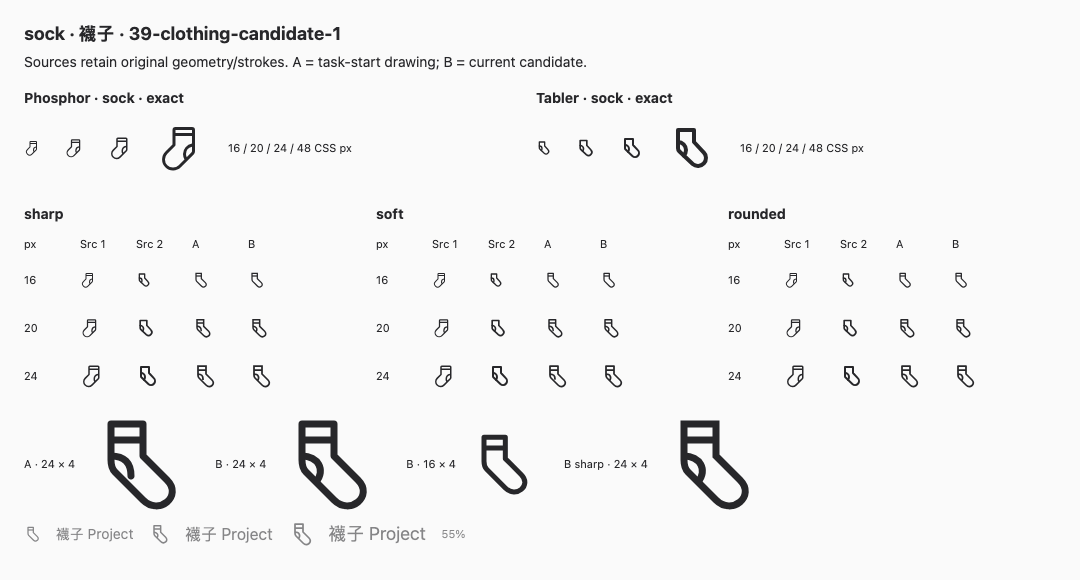 sock · 襪子 · 39-clothing-candidate-1
Sources retain original geometry/strokes. A = task-start drawing; B = current candidate.
Phosphor · sock · exact
Tabler · sock · exact
16 / 20 / 24 / 48 CSS px
16 / 20 / 24 / 48 CSS px
sharp
soft
rounded
px Src 1 Src 2 A B
px Src 1 Src 2 A B
px Src 1 Src 2 A B
16
16
16
20
20
20
24
24
24
A · 24 × 4
B · 24 × 4
B · 16 × 4
B sharp · 24 × 4
襪子 Project
襪子 Project
襪子 Project
55%